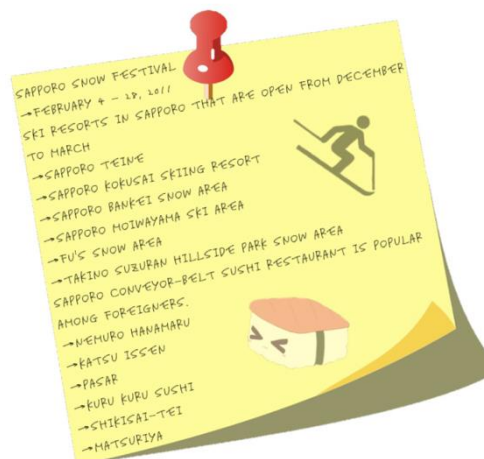 SAPPORO SNOW FESTIVAL
→FEBRUARY 4 - 28, 2011
SKI RESORTS IN SAPPORO THAT ARE OPEN FROM DECEMBER
TO MARCH
→SAPPORO TEINE
→SAPPORO KOKUSAI SKIING RESORT
→SAPPORO BANKEI SNOW AREA
→SAPPORO MOIWAYAMA SKI AREA
→FU'S SNOW AREA
→TAKINO SUZURAN HILLSIDE PARK SNOW AREA
SAPPORO CONVEYOR-BELT SUSHI RESTAURANT IS POPULAR
AMONG FOREIGNERS.
→NEMURO HANAMARU
→KATSU ISSEN
→PASAR
→KURU KURU SUSHI
→SHIKISAI-TEI
→MATSURIYA